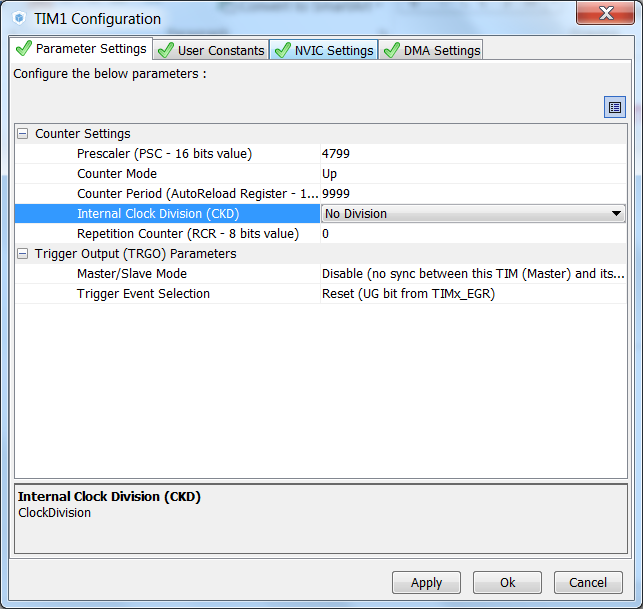 TIM1 Configuration
Parameter Settings User Constants NVIC Settings DMA Settings
Configure the below parameters :
Counter Settings
Prescaler (PSC - 16 bits value) 4799
Counter Mode Up
Counter Period (AutoReload Register - 1... 9999
Internal Clock Division (CKD) No Division
Repetition Counter (RCR - 8 bits value) 0
Trigger Output (TRGO) Parameters
Master/Slave Mode Disable (no sync between this TIM (Master) and its...
Trigger Event Selection Reset (UG bit from TIMx_EGR)
Internal Clock Division (CKD)
ClockDivision
Apply Ok Cancel